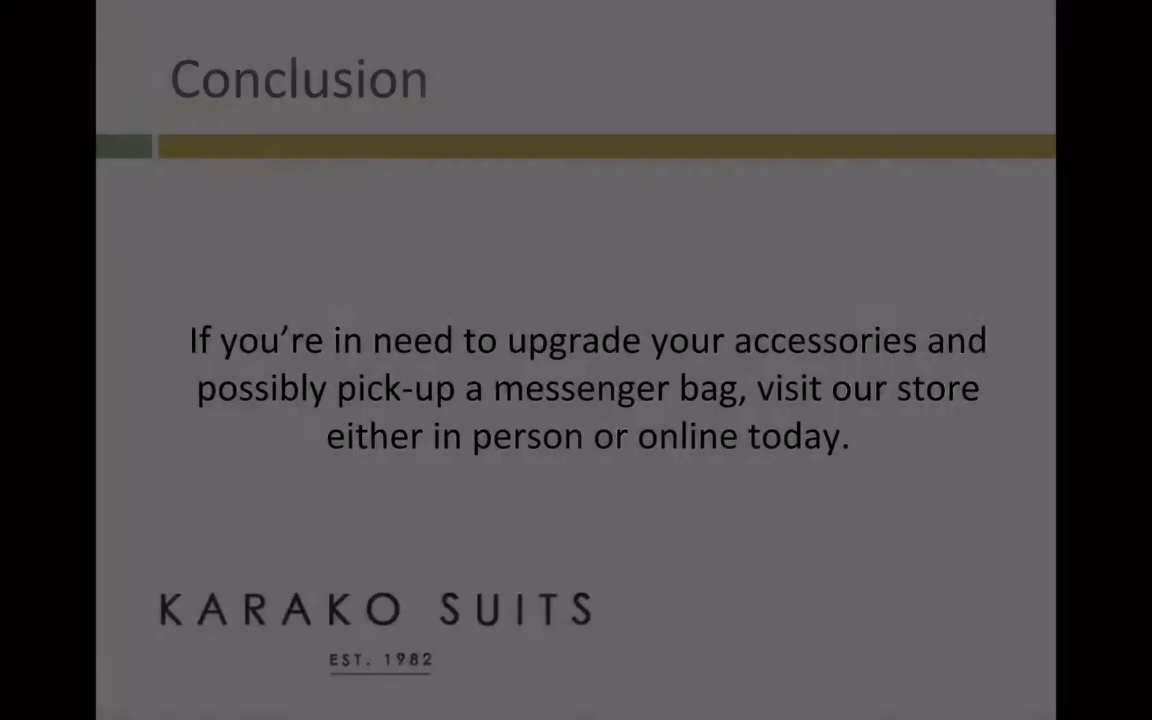 Conclusion
If you’re in need to upgrade your accessories and
possibly pick-up a messenger bag, visit our store
either in person or online today.
KARAKO SUITS
EST. 1982